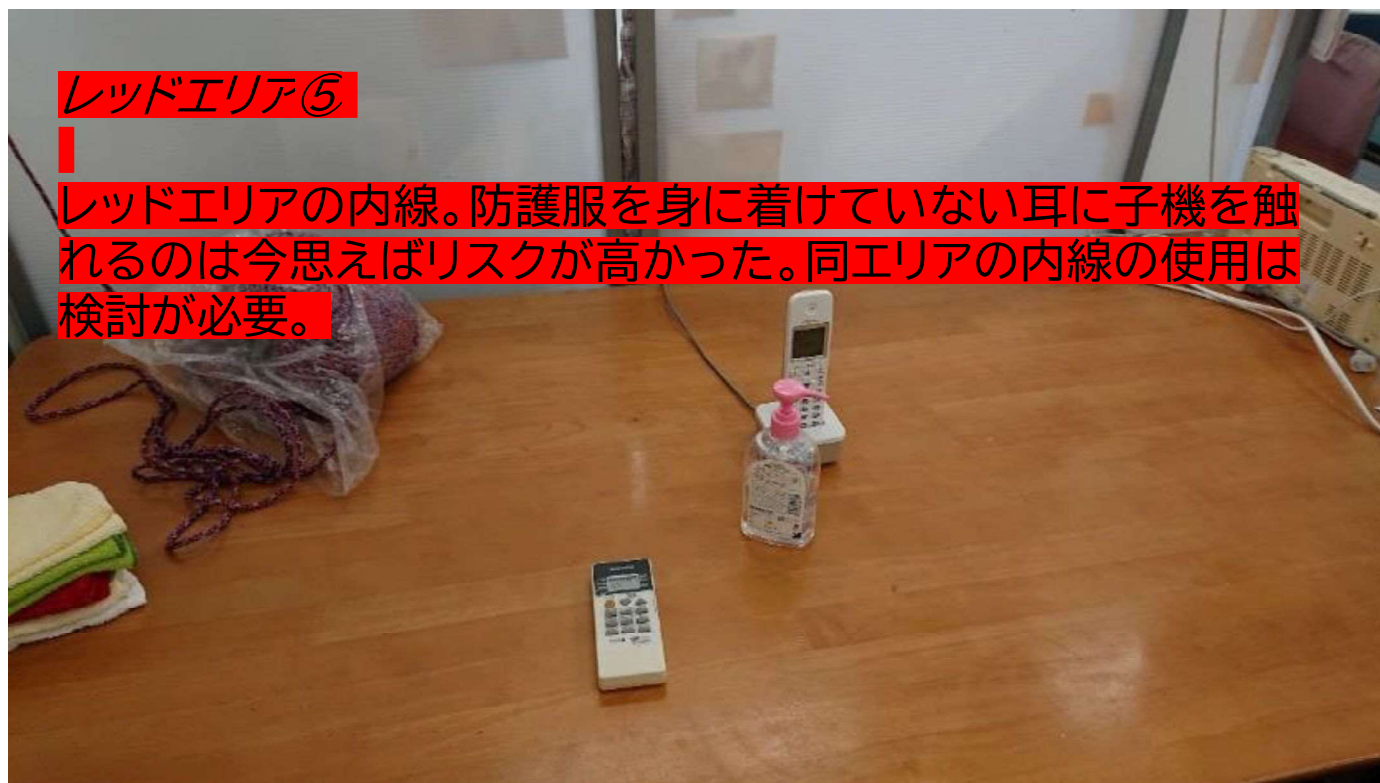 レッドエリア⑤
レッドエリアの内線。防護服を身に着けていない耳に子機を触
れるのは今思えばリスクが高かった。同エリアの内線の使用は
検討が必要。